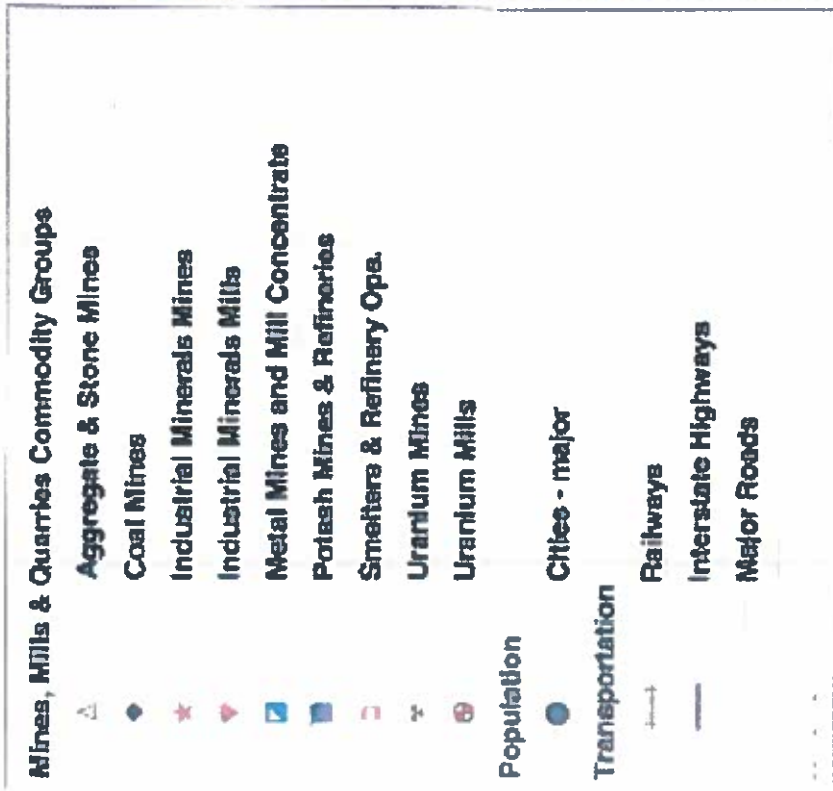 Mines, Mills & Quarries Commodity Groups
Aggregate & Stone Mines
Coal Mines
Industrial Minerals Mines
Industrial Minerals Mills
Metal Mines and Mill Concentrate
Potash Mines & Refineries
Smelters & Refinery Ops.
Uranium Mines
Uranium Mills
Population
Cities - major
Transportation
Railways
Interstate Highways
Major Roads